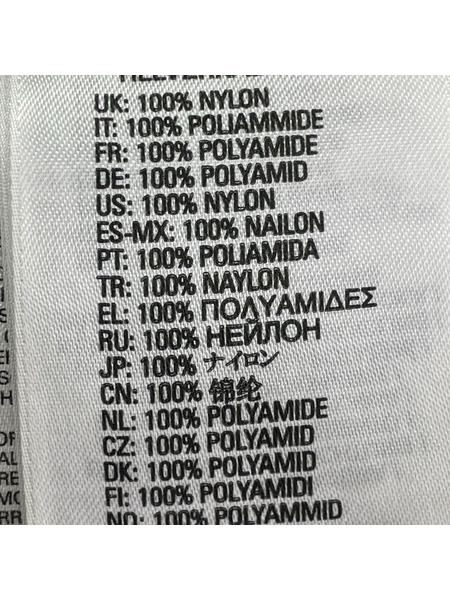 UK: 100% NYLON
IT: 100% POLIAMMIDE
FR: 100% POLYAMIDE
DE: 100% POLYAMID
US: 100% NYLON
ES-MX: 100% NAILON
PT: 100% POLIAMIDA
TR: 100% NAYLON
EL: 100% ΠΟΛΥΑΜΙΔΕΣ
RU: 100% НЕЙЛОН
JP: 100% ナイロン
CN: 100% 锦纶
NL: 100% POLYAMIDE
CZ: 100% POLYAMID
DK: 100% POLYAMID
FI: 100% POLYAMIDI
NO: 100% POLYAMMID